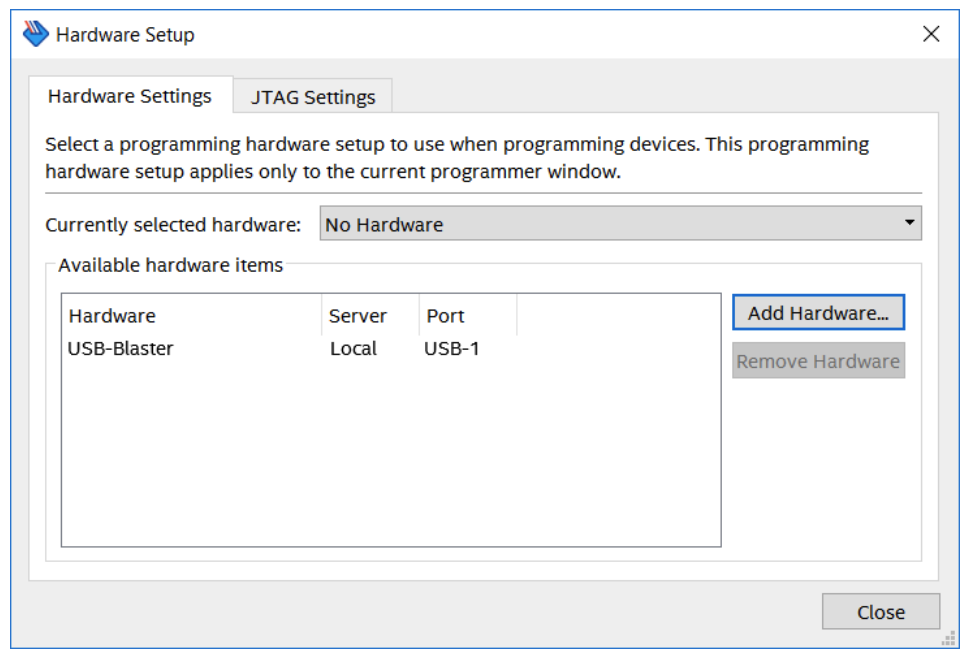 Hardware Setup
Hardware Settings
JTAG Settings
Select a programming hardware setup to use when programming devices. This programming
hardware setup applies only to the current programmer window.
Currently selected hardware:
No Hardware
Available hardware items
Hardware Server Port
USB-Blaster Local USB-1
Add Hardware...
Remove Hardware
Close